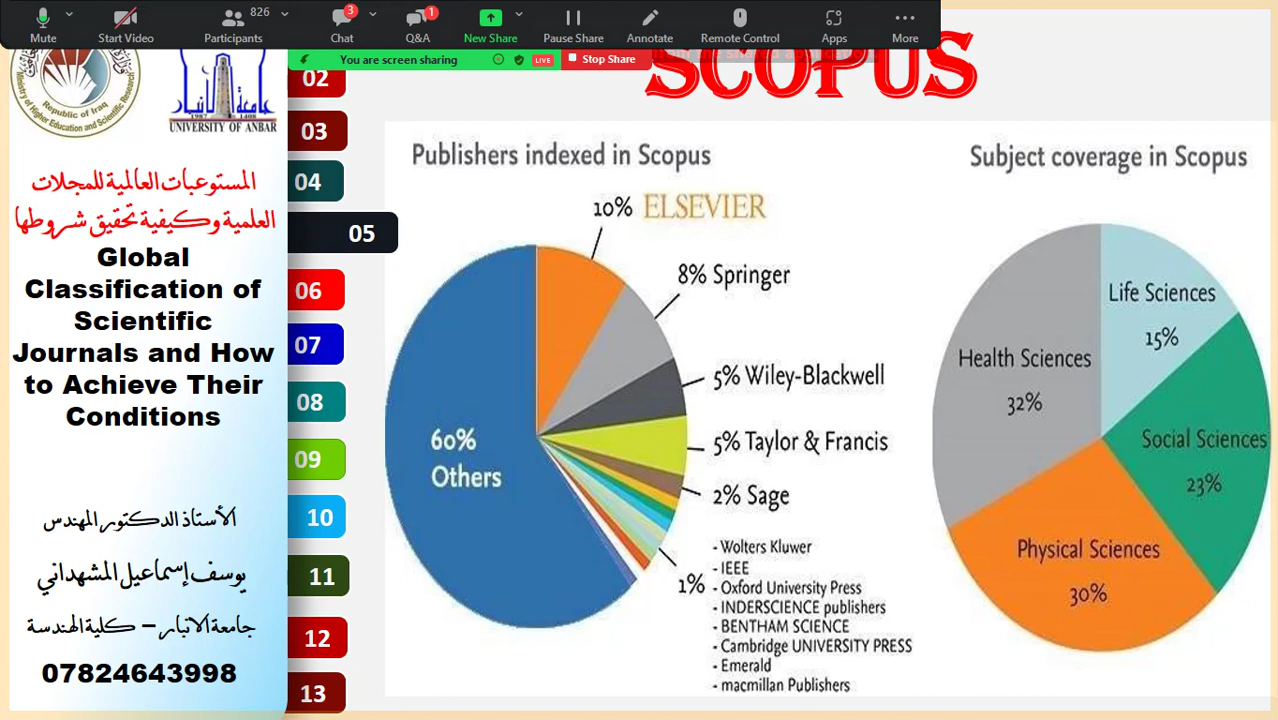 Mute
Start Video
826
Participants
3
Chat
1
Q&A
New Share
Pause Share
Annotate
Remote Control
Apps
More
You are screen sharing
LIVE
Stop Share
SCOPUS
Ministry of Higher Education and Scientific Research
Republic of Iraq
جامعة الأنبار
1987 1408
UNIVERSITY OF ANBAR
المستوعبات العالمية للمجلات
العلمية وكيفية تحقيق شروطها
Global
Classification of
Scientific
Journals and How
to Achieve Their
Conditions
الأستاذ الدكتور المهندس
يوسف إسماعيل المشهداني
جامعة الانبار – كلية الهندسة
07824643998
02
03
04
05
06
07
08
09
10
11
12
13
Publishers indexed in Scopus
10% ELSEVIER
8% Springer
5% Wiley-Blackwell
5% Taylor & Francis
2% Sage
60%
Others
1%
- Wolters Kluwer
- IEEE
- Oxford University Press
- INDERSCIENCE publishers
- BENTHAM SCIENCE
- Cambridge UNIVERSITY PRESS
- Emerald
- macmillan Publishers
Subject coverage in Scopus
Life Sciences
15%
Health Sciences
32%
Social Sciences
23%
Physical Sciences
30%